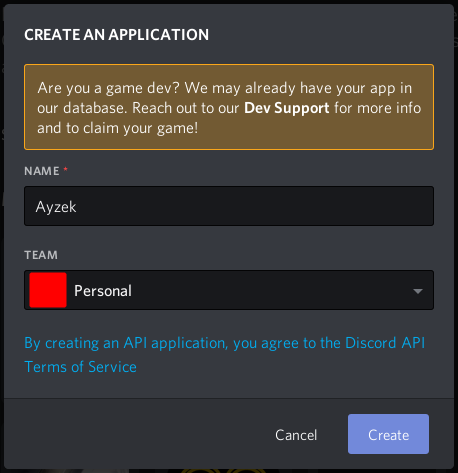 CREATE AN APPLICATION
Are you a game dev? We may already have your app in
our database. Reach out to our Dev Support for more info
and to claim your game!
NAME *
Ayzek
TEAM
Personal
By creating an API application, you agree to the Discord API
Terms of Service
Cancel
Create